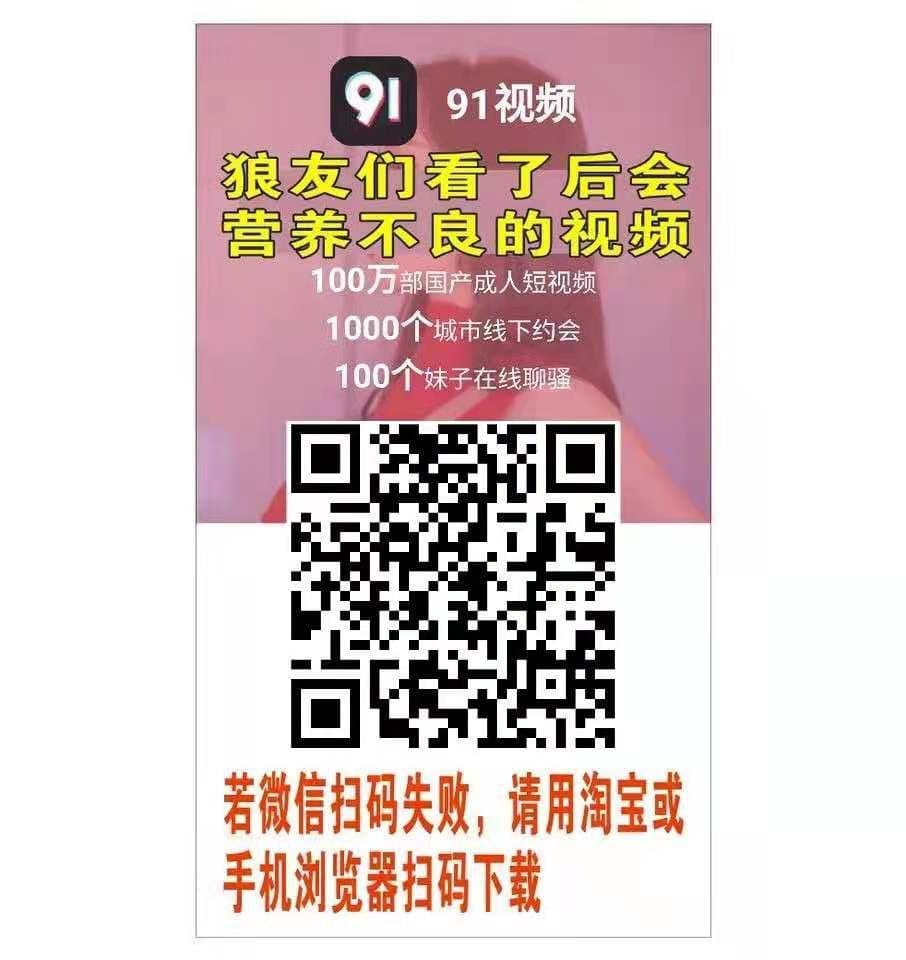 91 91视频
狼友们看了后会
营养不良的视频
100万部国产成人短视频
1000个城市线下约会
100个妹子在线聊骚
若微信扫码失败，请用淘宝或
手机浏览器扫码下载